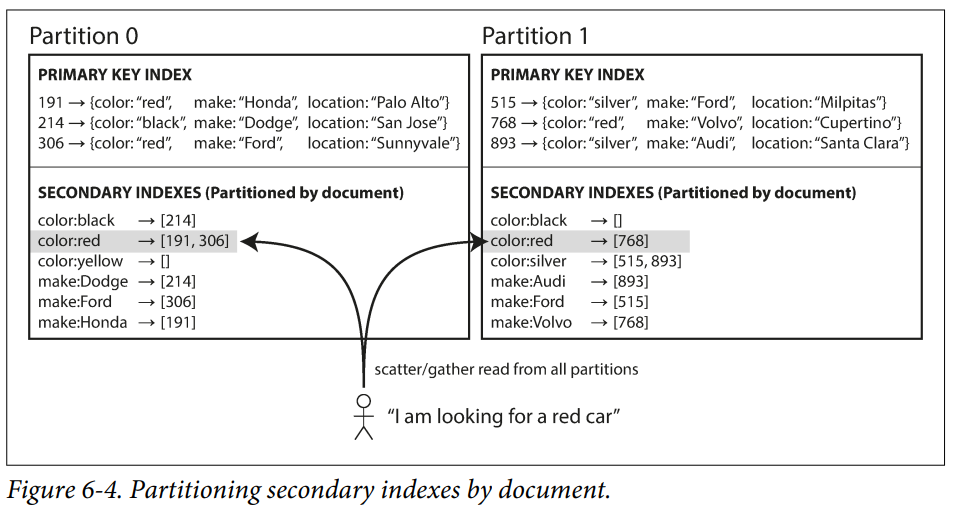 Partition 0
PRIMARY KEY INDEX
191 → {color: “red”, make: “Honda”, location: “Palo Alto”}
214 → {color: “black”, make: “Dodge”, location: “San Jose”}
306 → {color: “red”, make: “Ford”, location: “Sunnyvale”}
SECONDARY INDEXES (Partitioned by document)
color:black → [214]
color:red → [191, 306]
color:yellow → []
make:Dodge → [214]
make:Ford → [306]
make:Honda → [191]
Partition 1
PRIMARY KEY INDEX
515 → {color: “silver”, make: “Ford”, location: “Milpitas”}
768 → {color: “red”, make: “Volvo”, location: “Cupertino”}
893 → {color: “silver”, make: “Audi”, location: “Santa Clara”}
SECONDARY INDEXES (Partitioned by document)
color:black → []
color:red → [768]
color:silver → [515, 893]
make:Audi → [893]
make:Ford → [515]
make:Volvo → [768]
scatter/gather read from all partitions
“I am looking for a red car”
Figure 6-4. Partitioning secondary indexes by document.